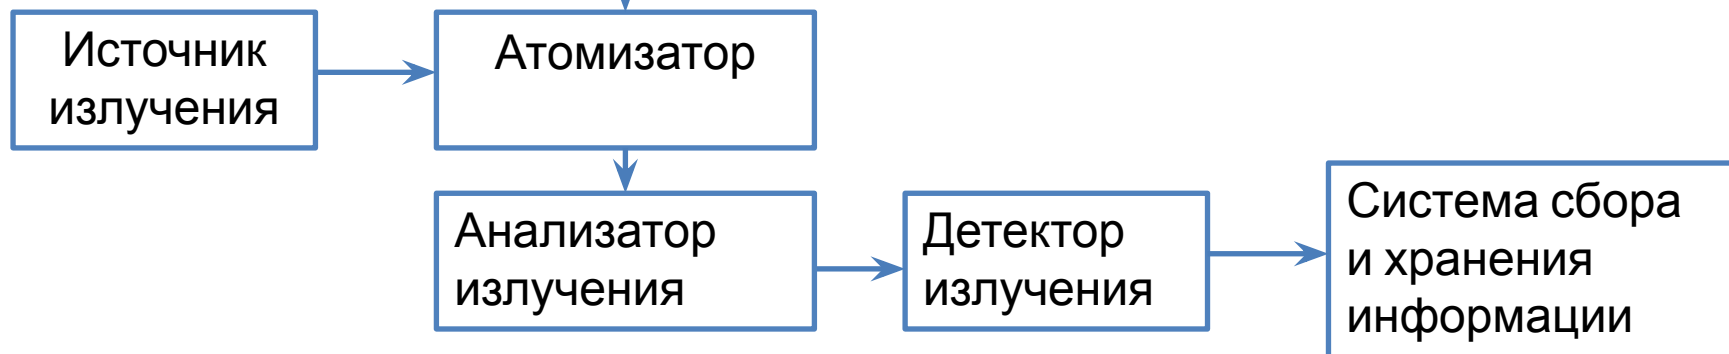 Источник
излучения
Атомизатор
Анализатор
излучения
Детектор
излучения
Система сбора
и хранения
информации